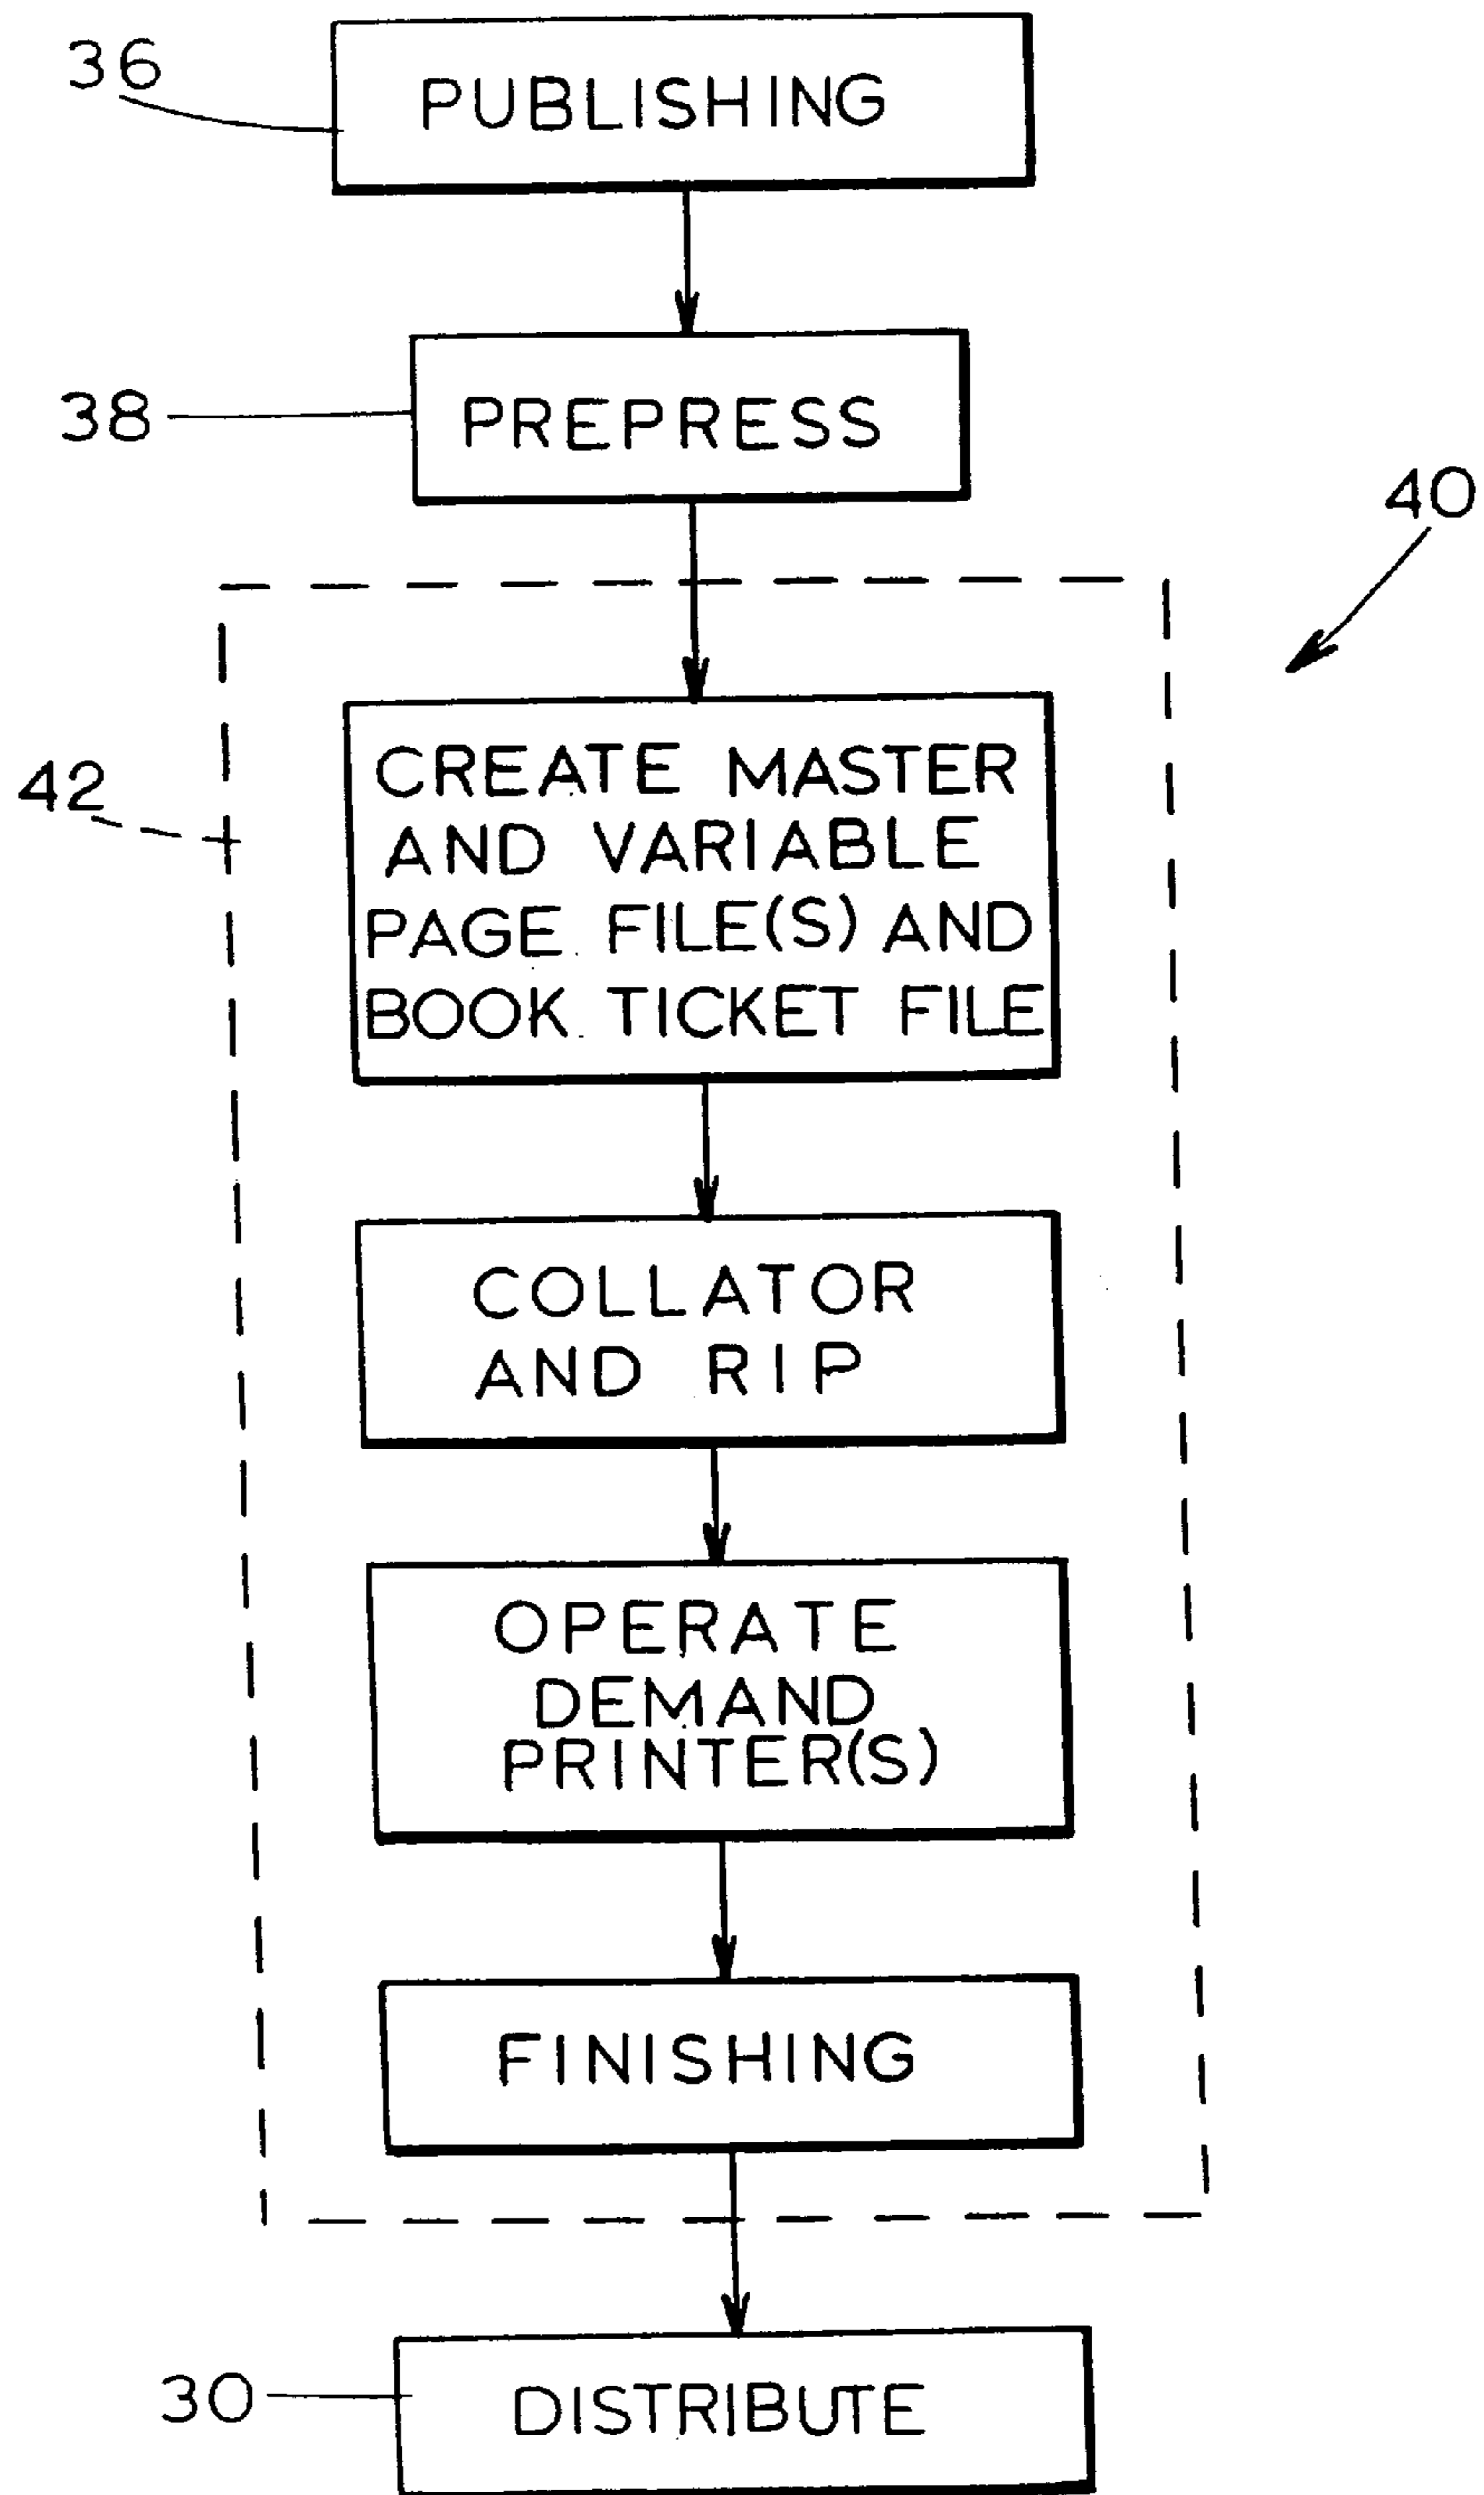 36
PUBLISHING
38
PREPRESS
40
42
CREATE MASTER
AND VARIABLE
PAGE FILE(S) AND
BOOK TICKET FILE
COLLATOR
AND RIP
OPERATE
DEMAND
PRINTER(S)
FINISHING
30
DISTRIBUTE